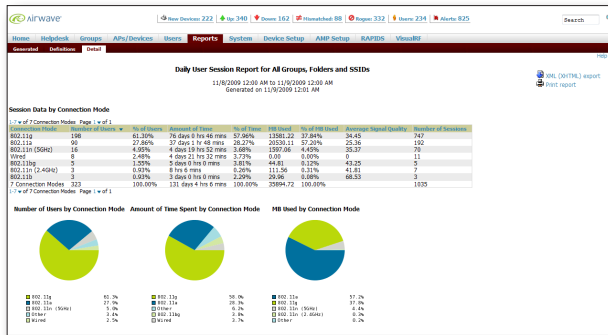 AirWave
New Devices: 222 Up: 340 Down: 162 Mismatched: 88 Rogue: 332 Users: 234 Alerts: 825
Search
Home Helpdesk Groups APs/Devices Users Reports System Device Setup AMP Setup RAPIDS VisualRF
Generated Definitions Detail
Help
Daily User Session Report for All Groups, Folders and SSIDs
11/8/2009 12:00 AM to 11/9/2009 12:00 AM
Generated on 11/9/2009 12:01 AM
XML (XHTML) export
Print report
Session Data by Connection Mode
1-7 of 7 Connection Modes Page 1 of 1
Connection Mode Number of Users % of Users Amount of Time % of Time MB Used % of MB Used Average Signal Quality Number of Sessions
802.11g 198 61.30% 76 days 0 hrs 46 mins 57.96% 13581.22 37.84% 34.45 747
802.11a 90 27.86% 37 days 1 hr 48 mins 28.27% 20530.11 57.20% 25.36 192
802.11n (5GHz) 16 4.95% 4 days 19 hrs 52 mins 3.68% 1597.06 4.45% 35.37 70
Wired 8 2.48% 4 days 21 hrs 32 mins 3.73% 0.00 0.00% 0 11
802.11bg 5 1.55% 5 days 0 hrs 5 mins 3.81% 44.81 0.12% 43.25 5
802.11n (2.4GHz) 3 0.93% 8 hrs 6 mins 0.26% 111.56 0.31% 41.81 7
802.11b 3 0.93% 3 days 0 hrs 0 mins 2.29% 29.96 0.08% 68.53 3
7 Connection Modes 323 100.00% 131 days 4 hrs 6 mins 100.00% 35894.72 100.00% 1035
1-7 of 7 Connection Modes Page 1 of 1
Number of Users by Connection Mode Amount of Time Spent by Connection Mode MB Used by Connection Mode
802.11g 61.3% 802.11g 58.0% 802.11a 57.2%
802.11a 27.9% 802.11a 28.3% 802.11g 37.8%
802.11n (5GHz) 5.0% Other 6.2% 802.11n (5GHz) 4.4%
Other 3.4% 802.11bg 3.8% 802.11n (2.4GHz) 0.3%
Wired 2.5% Wired 3.7% Other 0.2%